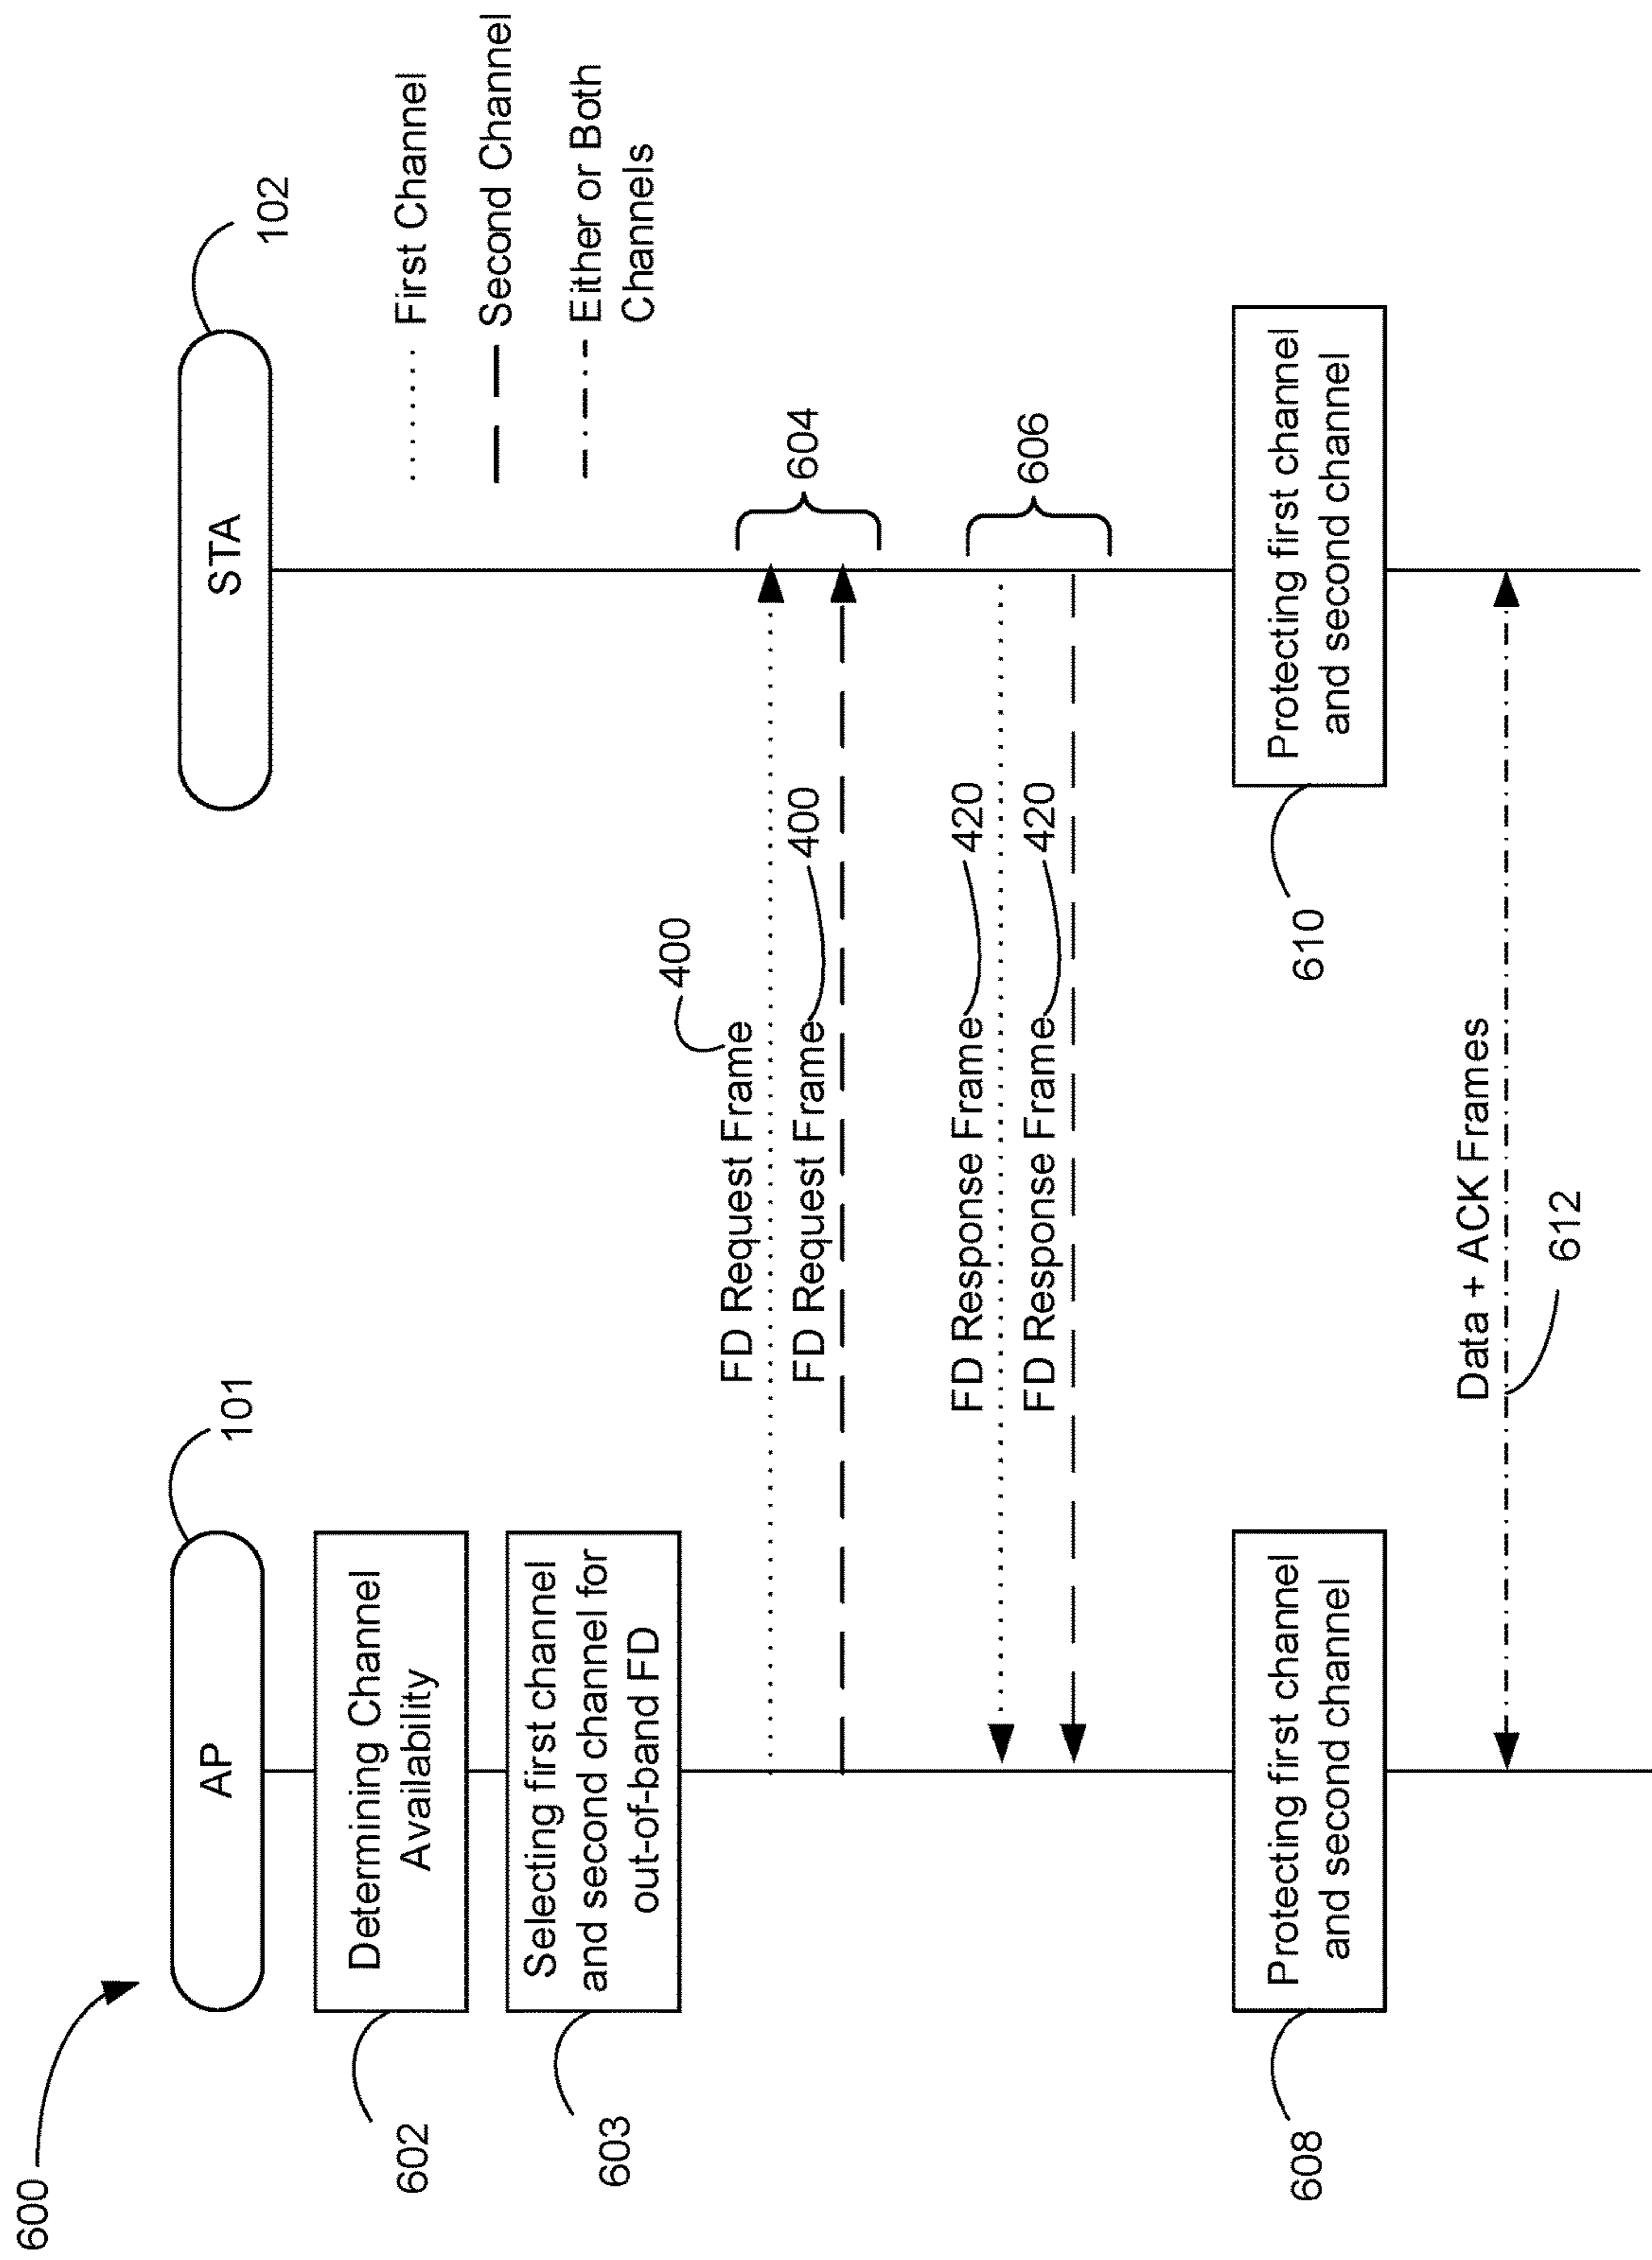 600
AP
101
STA
102
First Channel
Second Channel
Either or Both
Channels
602
Determining Channel
Availability
603
Selecting first channel
and second channel for
out-of-band FD
400
FD Request Frame
604
FD Request Frame
400
FD Response Frame
420
606
FD Response Frame
420
608
Protecting first channel
and second channel
610
Protecting first channel
and second channel
Data + ACK Frames
612